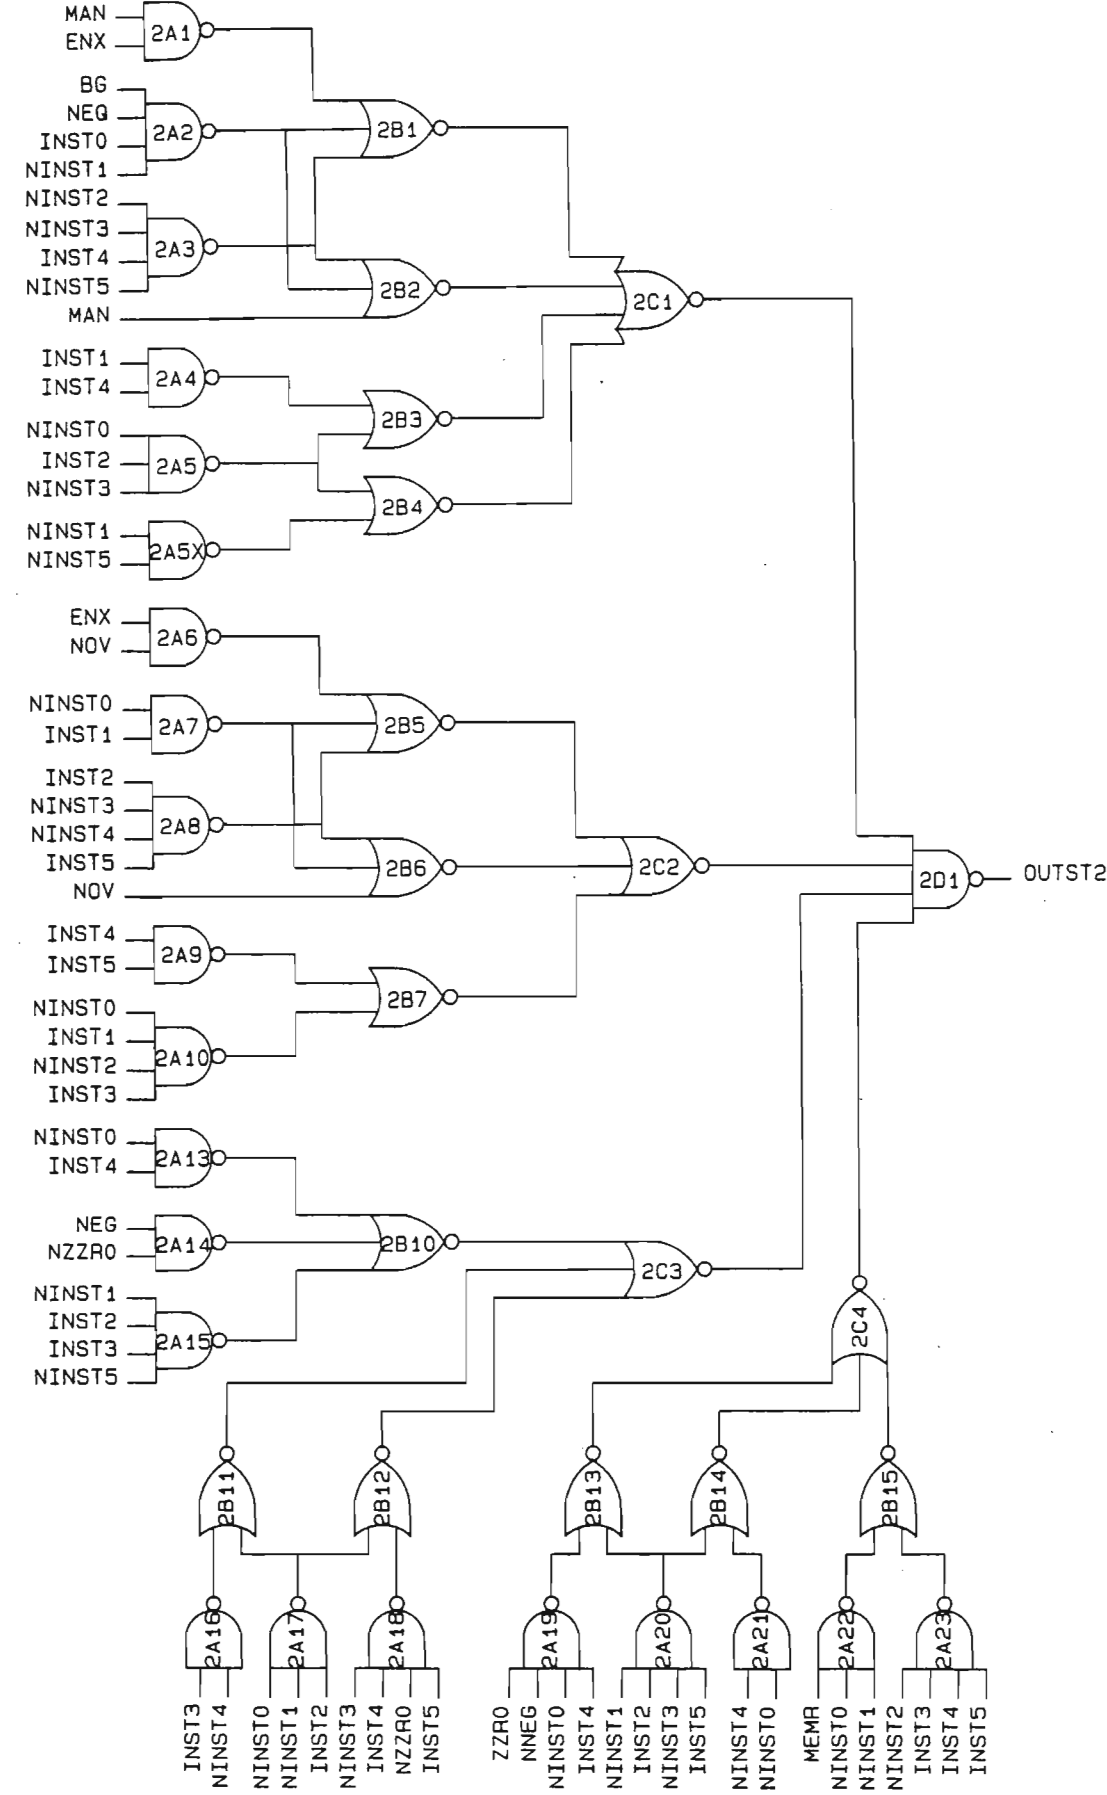 MAN
ENX
2A1
BG
NEQ
INST0
NINST1
2A2
2B1
NINST2
NINST3
INST4
NINST5
2A3
MAN
2B2
2C1
INST1
INST4
2A4
2B3
NINST0
INST2
NINST3
2A5
2B4
NINST1
NINST5
2A5X
ENX
NOV
2A6
NINST0
INST1
2A7
2B5
INST2
NINST3
NINST4
INST5
2A8
NOV
2B6
2C2
2D1
OUTST2
INST4
INST5
2A9
2B7
NINST0
INST1
NINST2
INST3
2A10
NINST0
INST4
2A13
NEG
NZZR0
2A14
2B10
2C3
NINST1
INST2
INST3
NINST5
2A15
2C4
2B11
2B12
2B13
2B14
2B15
2A16
2A17
2A18
2A19
2A20
2A21
2A22
2A23
INST3
NINST4
NINST0
NINST1
INST2
NINST3
INST4
NZZR0
INST5
ZZR0
NNEG
NINST0
INST4
NINST1
INST2
NINST3
INST5
NINST4
NINST0
MEMR
NINST0
NINST1
NINST2
INST3
INST4
INST5